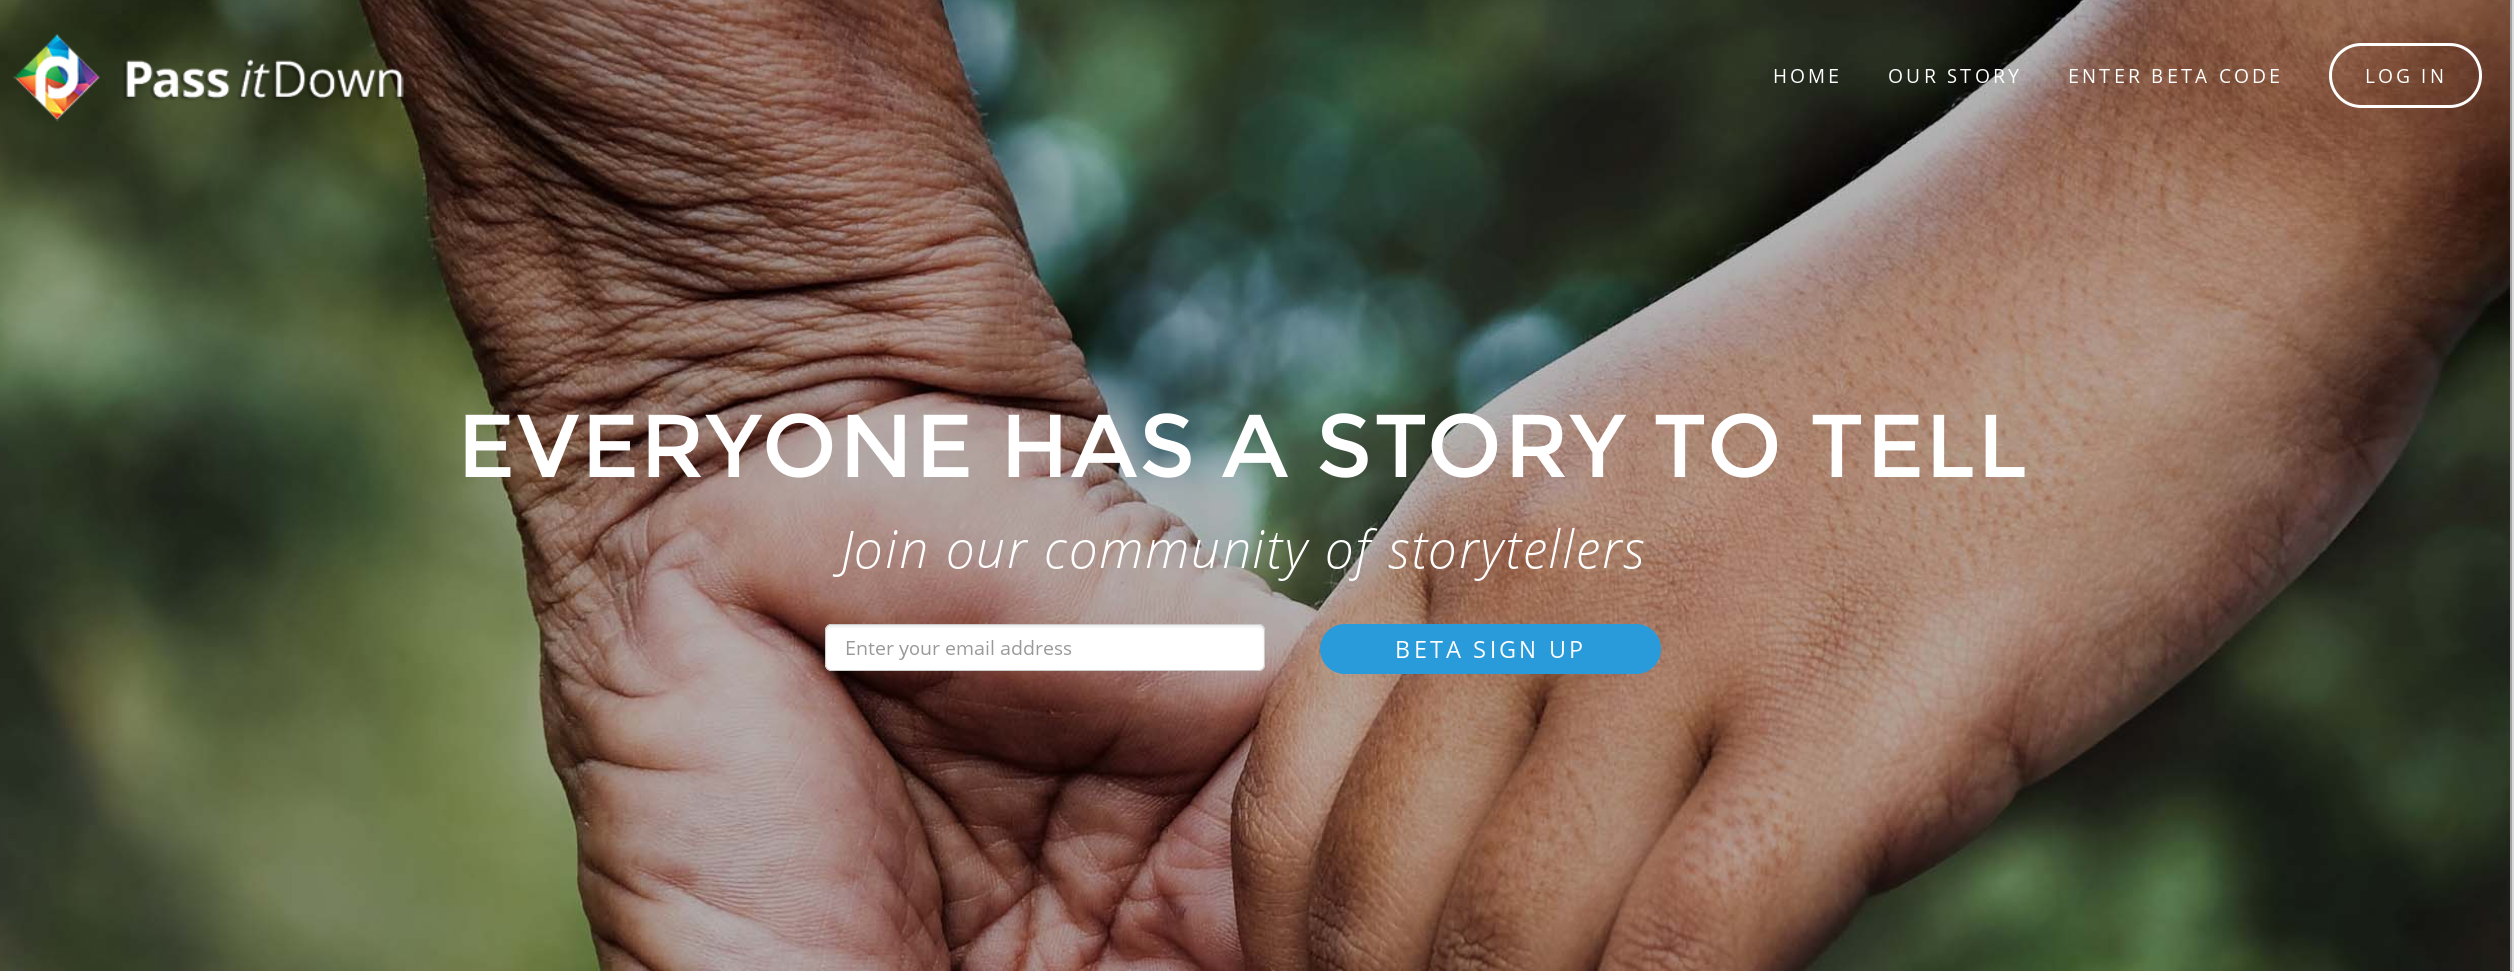 Pass it Down
HOME OUR STORY ENTER BETA CODE LOG IN
EVERYONE HAS A STORY TO TELL
Join our community of storytellers
Enter your email address BETA SIGN UP